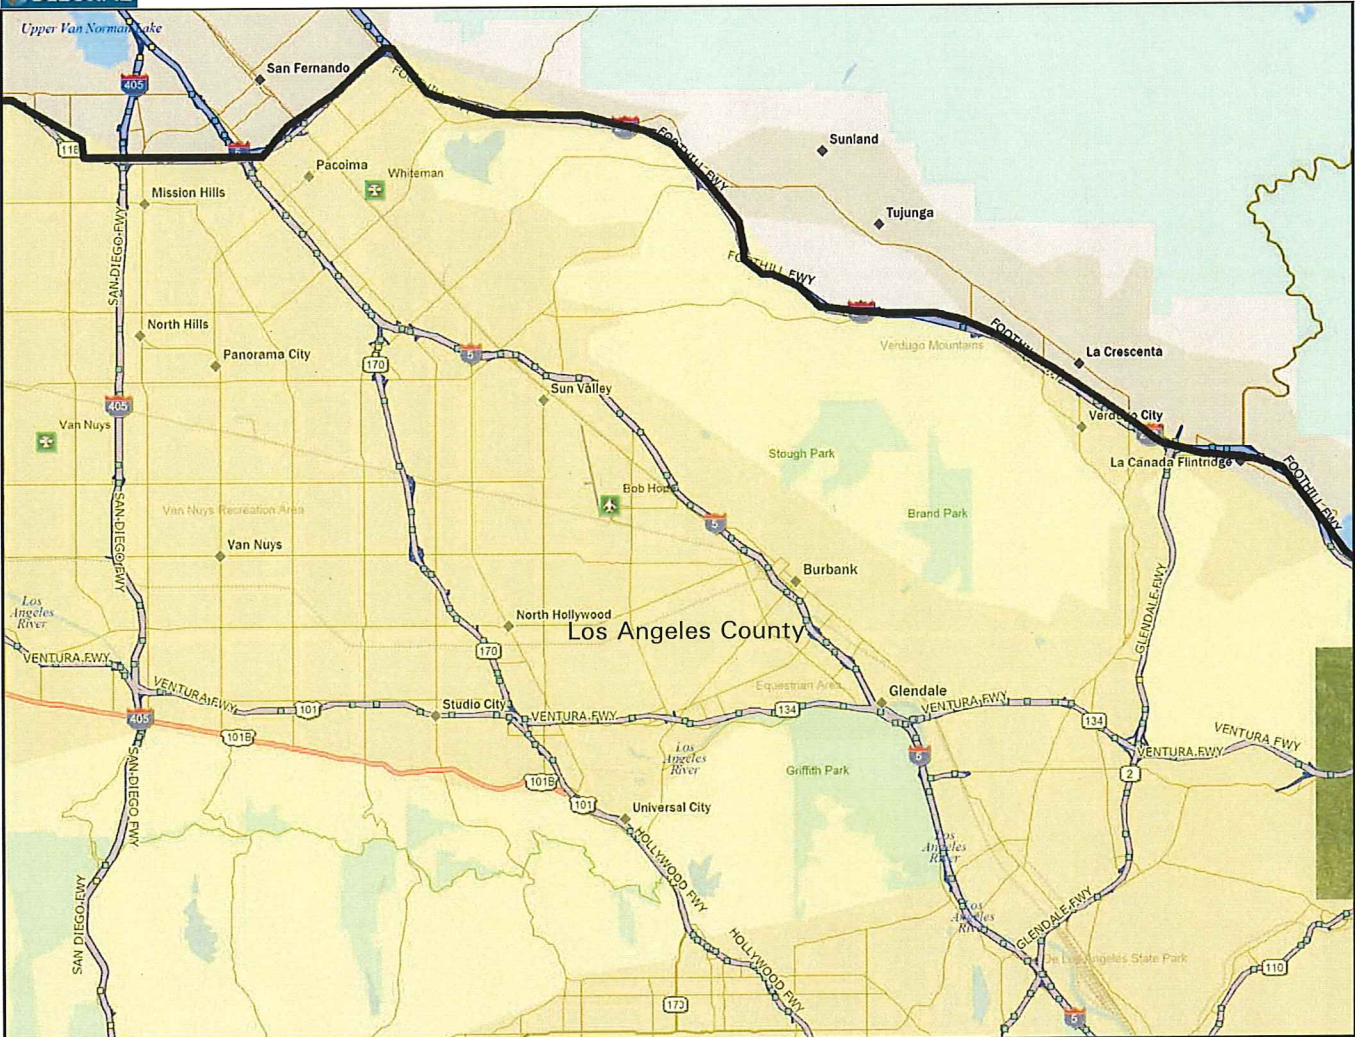 Upper Van Norman Lake
San Fernando
405
118
Pacoima
Whiteman
Mission Hills
Sunland
FOOTHILL FWY
Tujunga
FOOTHILL FWY
SAN DIEGO FWY
North Hills
Panorama City
170
5
Verdugo Mountains
La Crescenta
Sun Valley
405
Van Nuys
Verdugo City
Stough Park
La Canada Flintridge
FOOTHILL FWY
Bob Hope
5
Brand Park
Van Nuys Recreation Area
SAN DIEGO FWY
Van Nuys
Burbank
Los
Angeles
River
North Hollywood
Los Angeles County
GLENDALE FWY
170
VENTURA FWY
VENTURA FWY
Equestrian Area
Glendale
VENTURA FWY
Studio City
101
134
405
VENTURA FWY
134
VENTURA FWY
101B
VENTURA FWY
Los
Angeles
River
5
Griffith Park
2
SAN DIEGO FWY
101B
101
Universal City
HOLLYWOOD FWY
Los
Angeles
River
GLENDALE FWY
Los
Angeles
SAN DIEGO FWY
HOLLYWOOD FWY
De Los Angeles State Park
110
173
5